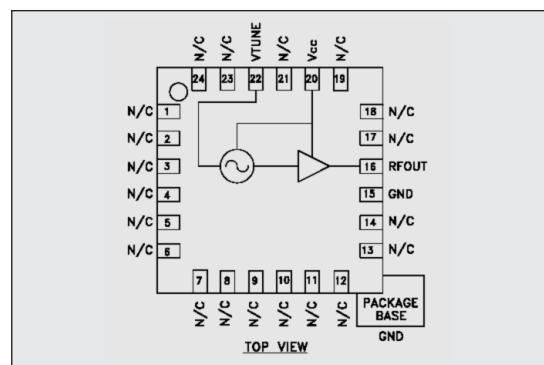 N/C N/C VTUNE N/C Vcc N/C
24 23 22 21 20 19
N/C 1
N/C 2
N/C 3
N/C 4
N/C 5
N/C 6
18 N/C
17 N/C
16 RFOUT
15 GND
14 N/C
13 N/C
7 8 9 10 11 12
N/C N/C N/C N/C N/C N/C
PACKAGE
BASE
GND
TOP VIEW